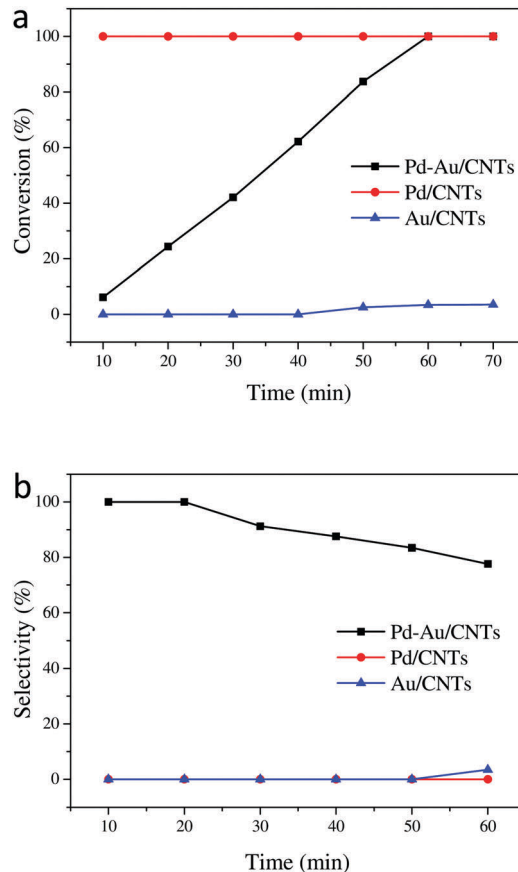 a
100
80
60
40
20
0
Conversion (%)
Pd-Au/CNTs
Pd/CNTs
Au/CNTs
10 20 30 40 50 60 70
Time (min)
b
100
80
60
40
20
0
Selectivity (%)
Pd-Au/CNTs
Pd/CNTs
Au/CNTs
10 20 30 40 50 60
Time (min)